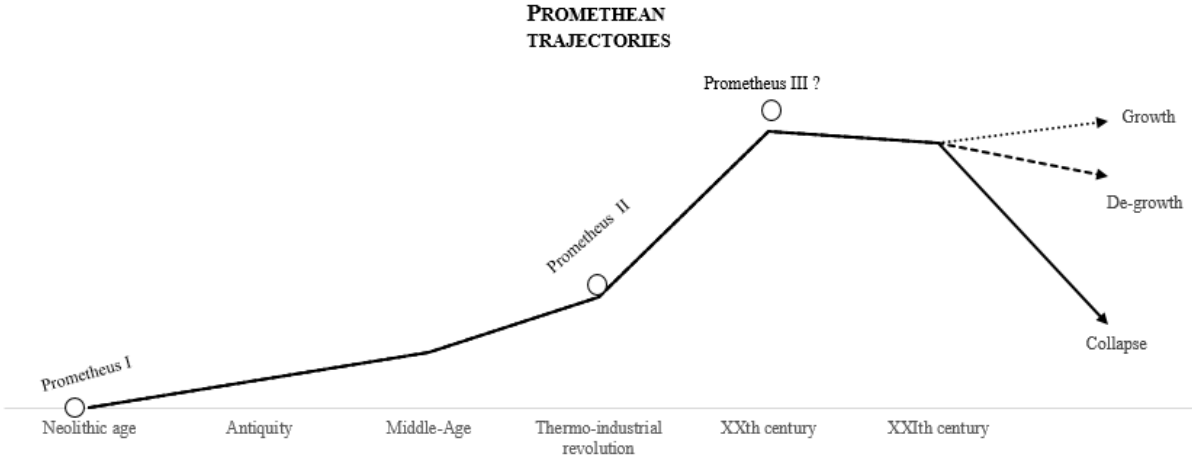 PROMETHEAN
TRAJECTORIES
Prometheus III ?
Growth
De-growth
Prometheus II
Collapse
Prometheus I
Neolithic age
Antiquity
Middle-Age
Thermo-industrial
revolution
XXth century
XXIth century